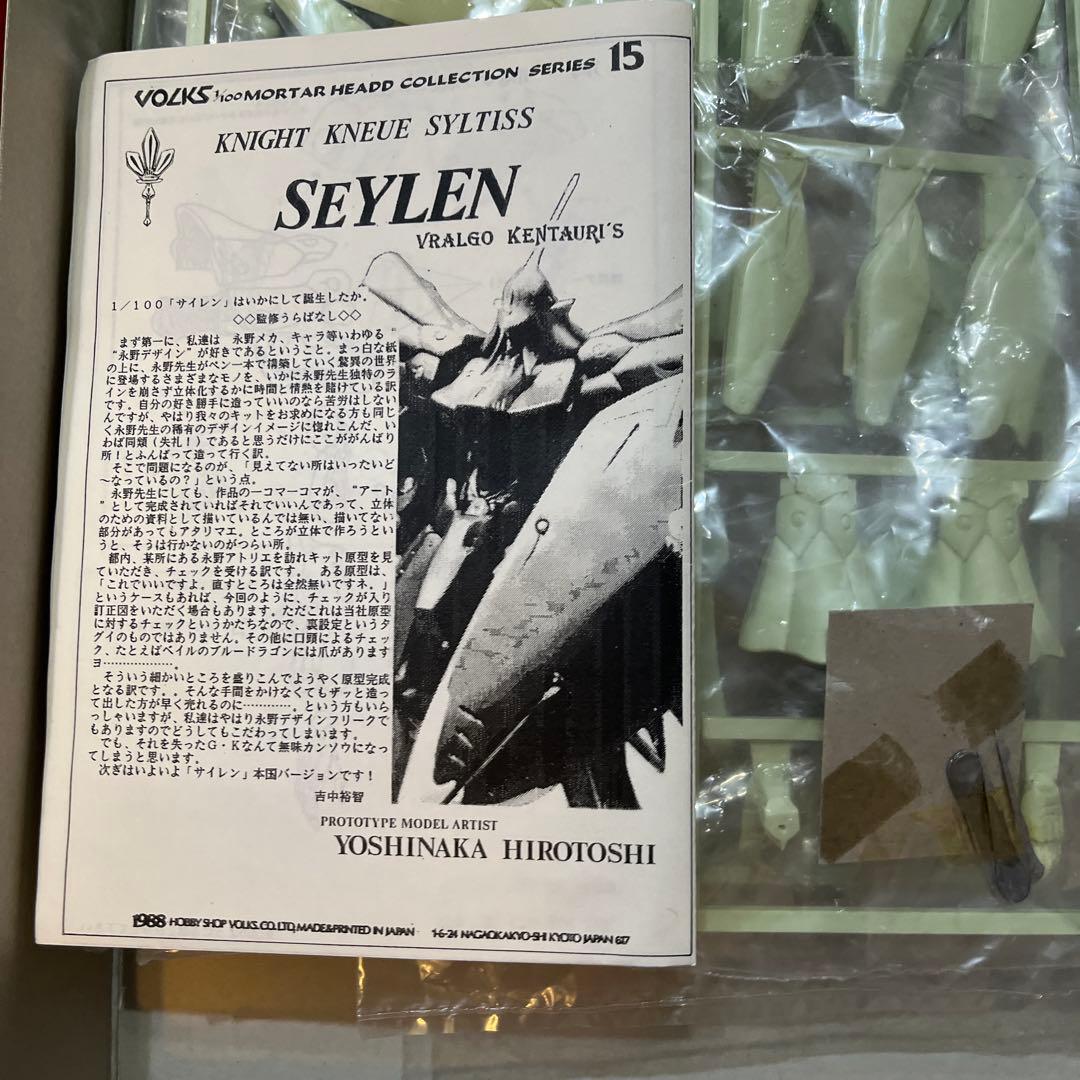 VOLKS 1/100 MORTAR HEADD COLLECTION SERIES 15
KNIGHT KNEUE SYLTISS
SEYLEN
VRALGO KENTAURI'S
1/100「サイレン」はいかにして誕生したか。
◇◇監修うらばなし◇◇
まず第一に、私達は 永野メカ、キャラ等いわゆる
"永野デザイン"が好きであるということ。まっ白な紙
の上に、永野先生がペン一本で構築していく驚異の世界
に登場するさまざまなモノを、いかに永野先生独特のラ
インを崩さず立体化するかに時間と情熱を賭けている訳
です。自分の好き勝手に造っていいのなら苦労はしない
んですが、やはり我々のキットをお求めになる方も同じ
く永野先生の稀有のデザインイメージに惚れこんだ、い
わば同類(失礼!)であると思うだけにここががんばり
所!とふんばって造って行く訳。
そこで問題になるのが、「見えてない所はいったいど
〜なっているの?」という点。
永野先生にしても、作品の一コマ一コマが、"アート
"として完成されていればそれでいいんであって、立体
のための資料として描いているんでは無い、描いてない
部分があってもアタリマエ。ところが立体で作ろうとい
うと、そうは行かないのがつらい所。
都内、某所にある永野アトリエを訪れキット原型を見
ていただき、チェックを受ける訳です。 ある原型は、
「これでいいですよ。直すところは全然無いですネ。」
というケースもあれば、今回のように、チェックが入り
訂正図をいただく場合もあります。ただこれは当社原型
に対するチェックというかたちなので、裏設定というタ
グイのものではありません。その他に口頭によるチェッ
ク、たとえばベイルのブルードラゴンには爪があります
ヨ………………。
そういう細かいところを盛りこんでようやく原型完成
となる訳です。. そんな手間をかけなくてもザッと造っ
て出した方が早く売れるのに…………。という方もいら
っしゃいますが、私達はやはり永野デザインフリークで
もありますのでどうしてもこだわってしまいます。
でも、それを失ったG・Kなんて無味カンソウになっ
てしまうと思います。
次ぎはいよいよ「サイレン」本国バージョンです!
吉中裕智
PROTOTYPE MODEL ARTIST
YOSHINAKA HIROTOSHI
1988 HOBBY SHOP VOLKS. CO. LTD, MADE&PRINTED IN JAPAN 1-6-24 NAGAOKAKYO-SHI KYOTO JAPAN 617